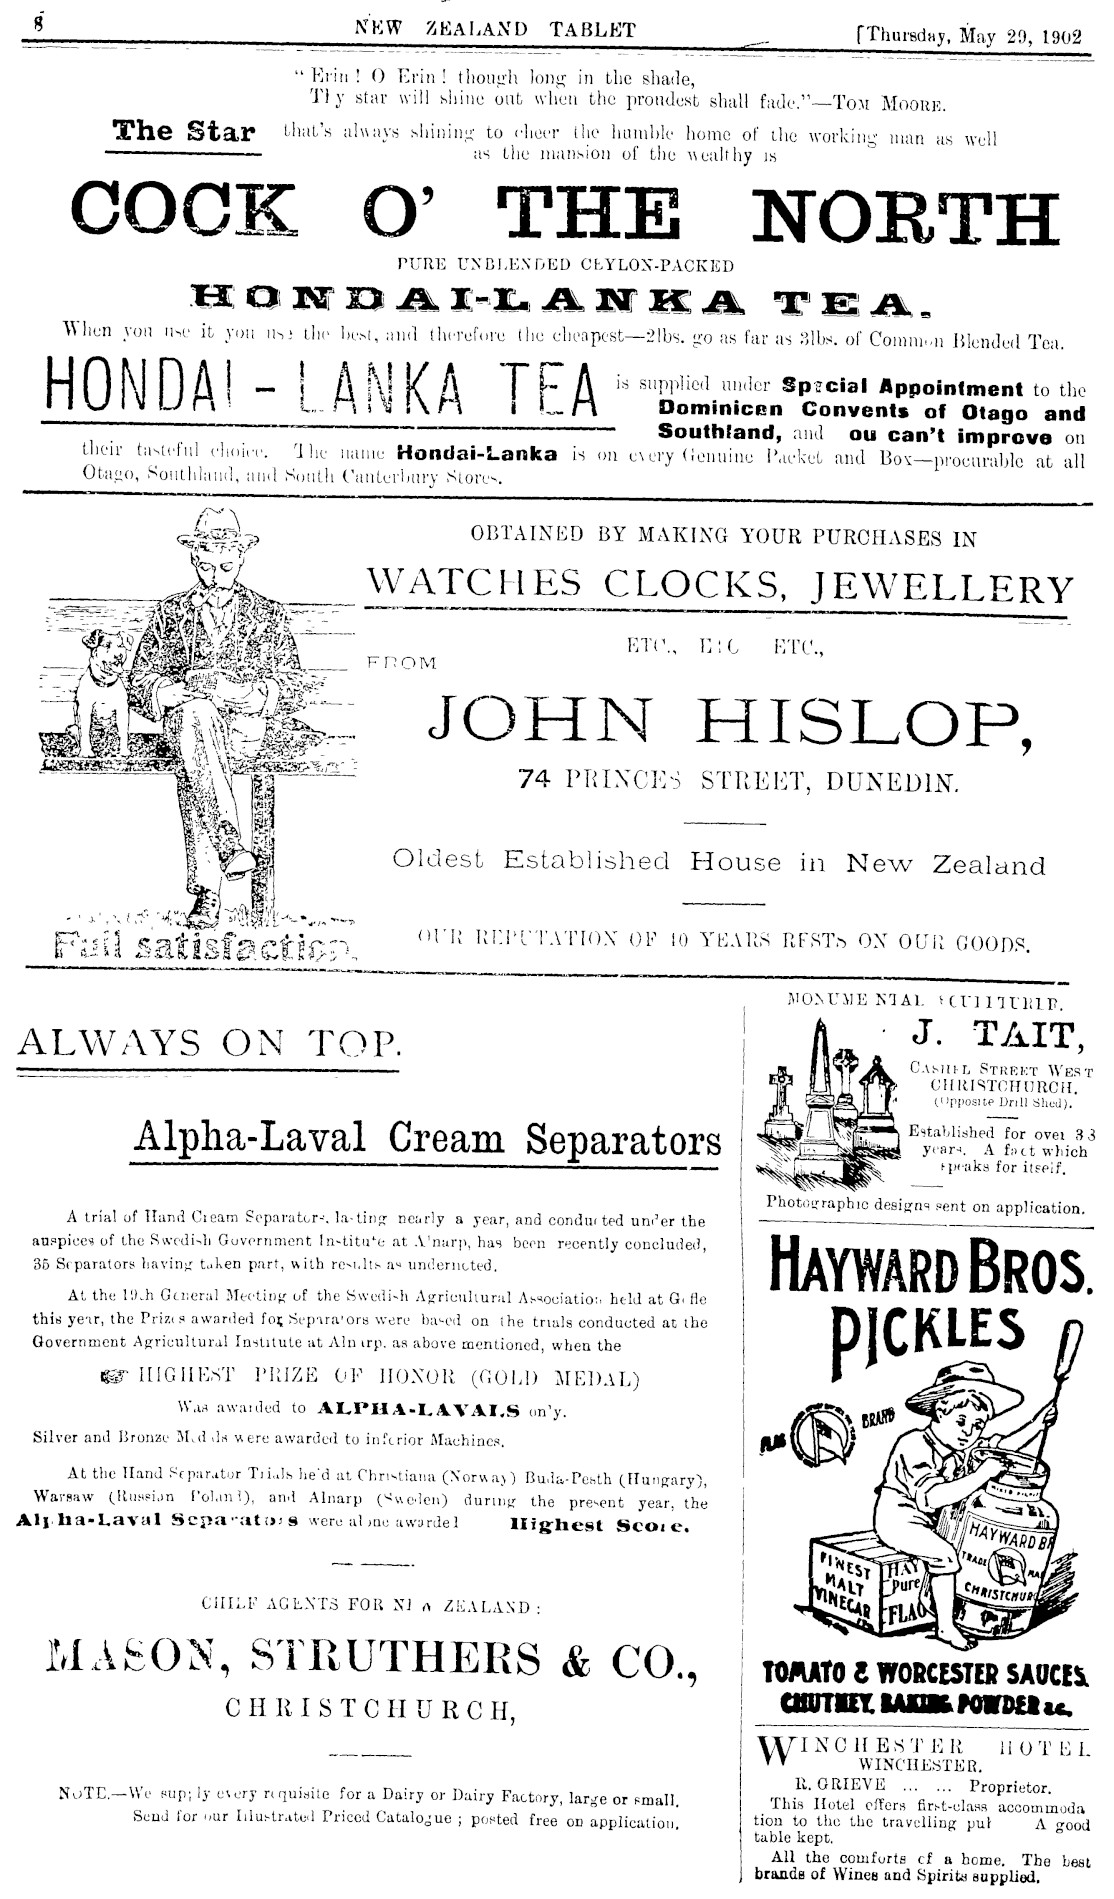 8 NEW ZEALAND TABLET [Thursday, May 29, 1902
“ Erin ! O Erin ! though long in the shade,
Thy star will shine out when the proudest shall fade.”—TOM MOORE.
The Star that's always shining to cheer the humble home of the working man as well
as the mansion of the wealthy is
COCK O' THE NORTH
PURE UNBLENDED CEYLON-PACKED
HONDAI-LANKA TEA.
When you use it you use the best, and therefore the cheapest—2lbs. go as far as 3lbs. of Common Blended Tea.
HONDAI - LANKA TEA is supplied under Special Appointment to the
Dominican Convents of Otago and
Southland, and ou can't improve on
their tasteful choice. The name Hondai-Lanka is on every Genuine Packet and Box—procurable at all
Otago, Southland, and South Canterbury Stores.
OBTAINED BY MAKING YOUR PURCHASES IN
WATCHES CLOCKS, JEWELLERY
ETC., ETC ETC.,
FROM
JOHN HISLOP,
74 PRINCES STREET, DUNEDIN.
Oldest Established House in New Zealand
OUR REPUTATION OF 40 YEARS RESTS ON OUR GOODS.
Full satisfaction.
ALWAYS ON TOP.
Alpha-Laval Cream Separators
A trial of Hand Cream Separators, lasting nearly a year, and conducted under the
auspices of the Swedish Government Institute at Alnarp, has been recently concluded,
35 Separators having taken part, with results as undernoted.
At the 19th General Meeting of the Swedish Agricultural Association held at Gefle
this year, the Prizes awarded for Separators were based on the trials conducted at the
Government Agricultural Institute at Alnarp, as above mentioned, when the
☞ HIGHEST PRIZE OF HONOR (GOLD MEDAL)
Was awarded to ALPHA-LAVALS only.
Silver and Bronze Medals were awarded to inferior Machines.
At the Hand Separator Trials held at Christiana (Norway) Buda-Pesth (Hungary),
Warsaw (Russian Poland), and Alnarp (Sweden) during the present year, the
Alpha-Laval Separators were alone awarded Highest Score.
CHIEF AGENTS FOR NEW ZEALAND :
MASON, STRUTHERS & CO.,
CHRISTCHURCH,
NOTE.—We supply every requisite for a Dairy or Dairy Factory, large or small.
Send for our Illustrated Priced Catalogue ; posted free on application.
MONUMENTAL SCULPTURE.
J. TAIT,
CASHEL STREET WEST
CHRISTCHURCH.
(Opposite Drill Shed).
Established for over 33
years. A fact which
speaks for itself.
Photographic designs sent on application.
HAYWARD BROS.
PICKLES
FLAG BRAND
HAYWARD BR
TRADE MA
CHRISTCHURC
FINEST
MALT
VINEGAR
HAY
Pure
FLAG
TOMATO & WORCESTER SAUCES.
CHUTNEY, BAKING POWDER &c.
WINCHESTER HOTEL
WINCHESTER.
R. GRIEVE ... ... Proprietor.
This Hotel offers first-class accommoda
tion to the the travelling pul A good
table kept.
All the comforts of a home. The best
brands of Wines and Spirits supplied.